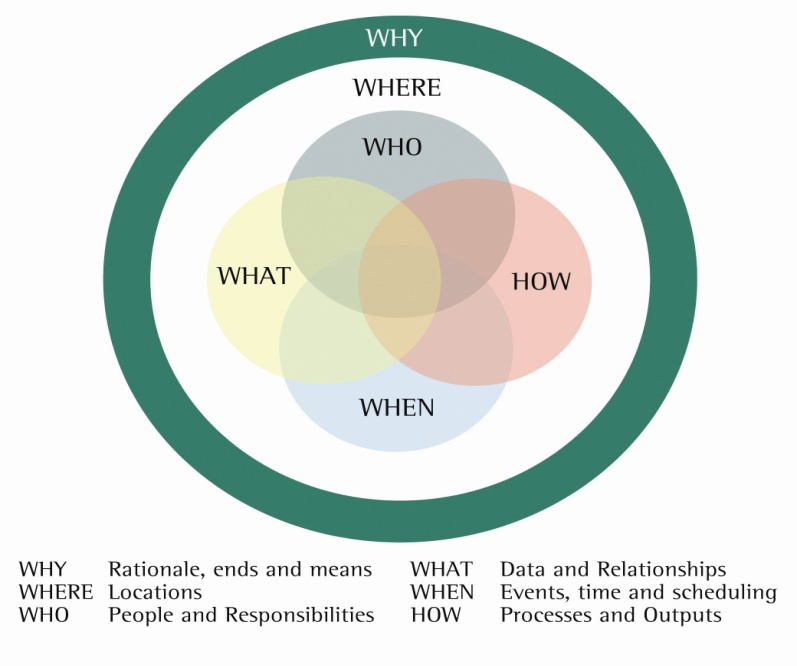 WHY
WHERE
WHO
WHAT
HOW
WHEN
WHY Rationale, ends and means
WHERE Locations
WHO People and Responsibilities
WHAT Data and Relationships
WHEN Events, time and scheduling
HOW Processes and Outputs